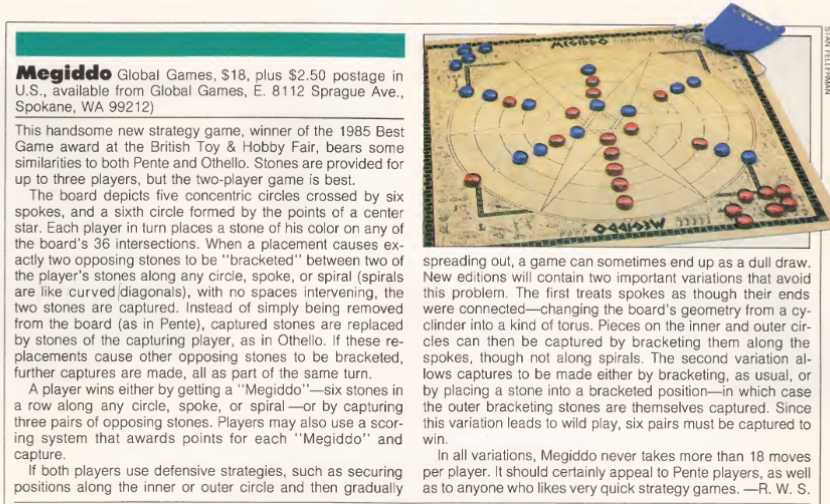 Megiddo Global Games, $18, plus $2.50 postage in
U.S., available from Global Games, E. 8112 Sprague Ave.,
Spokane, WA 99212)
This handsome new strategy game, winner of the 1985 Best
Game award at the British Toy & Hobby Fair, bears some
similarities to both Pente and Othello. Stones are provided for
up to three players, but the two-player game is best.
The board depicts five concentric circles crossed by six
spokes, and a sixth circle formed by the points of a center
star. Each player in turn places a stone of his color on any of
the board's 36 intersections. When a placement causes ex-
actly two opposing stones to be "bracketed" between two of
the player's stones along any circle, spoke, or spiral (spirals
are like curved diagonals), with no spaces intervening, the
two stones are captured. Instead of simply being removed
from the board (as in Pente), captured stones are replaced
by stones of the capturing player, as in Othello. If these re-
placements cause other opposing stones to be bracketed,
further captures are made, all as part of the same turn.
A player wins either by getting a "Megiddo"—six stones in
a row along any circle, spoke, or spiral—or by capturing
three pairs of opposing stones. Players may also use a scor-
ing system that awards points for each "Megiddo" and
capture.
If both players use defensive strategies, such as securing
positions along the inner or outer circle and then gradually
MEGIDDO
MEGIDDO
spreading out, a game can sometimes end up as a dull draw.
New editions will contain two important variations that avoid
this problem. The first treats spokes as though their ends
were connected—changing the board's geometry from a cy-
clinder into a kind of torus. Pieces on the inner and outer cir-
cles can then be captured by bracketing them along the
spokes, though not along spirals. The second variation al-
lows captures to be made either by bracketing, as usual, or
by placing a stone into a bracketed position—in which case
the outer bracketing stones are themselves captured. Since
this variation leads to wild play, six pairs must be captured to
win.
In all variations, Megiddo never takes more than 18 moves
per player. It should certainly appeal to Pente players, as well
as to anyone who likes very quick strategy games. —R. W. S.